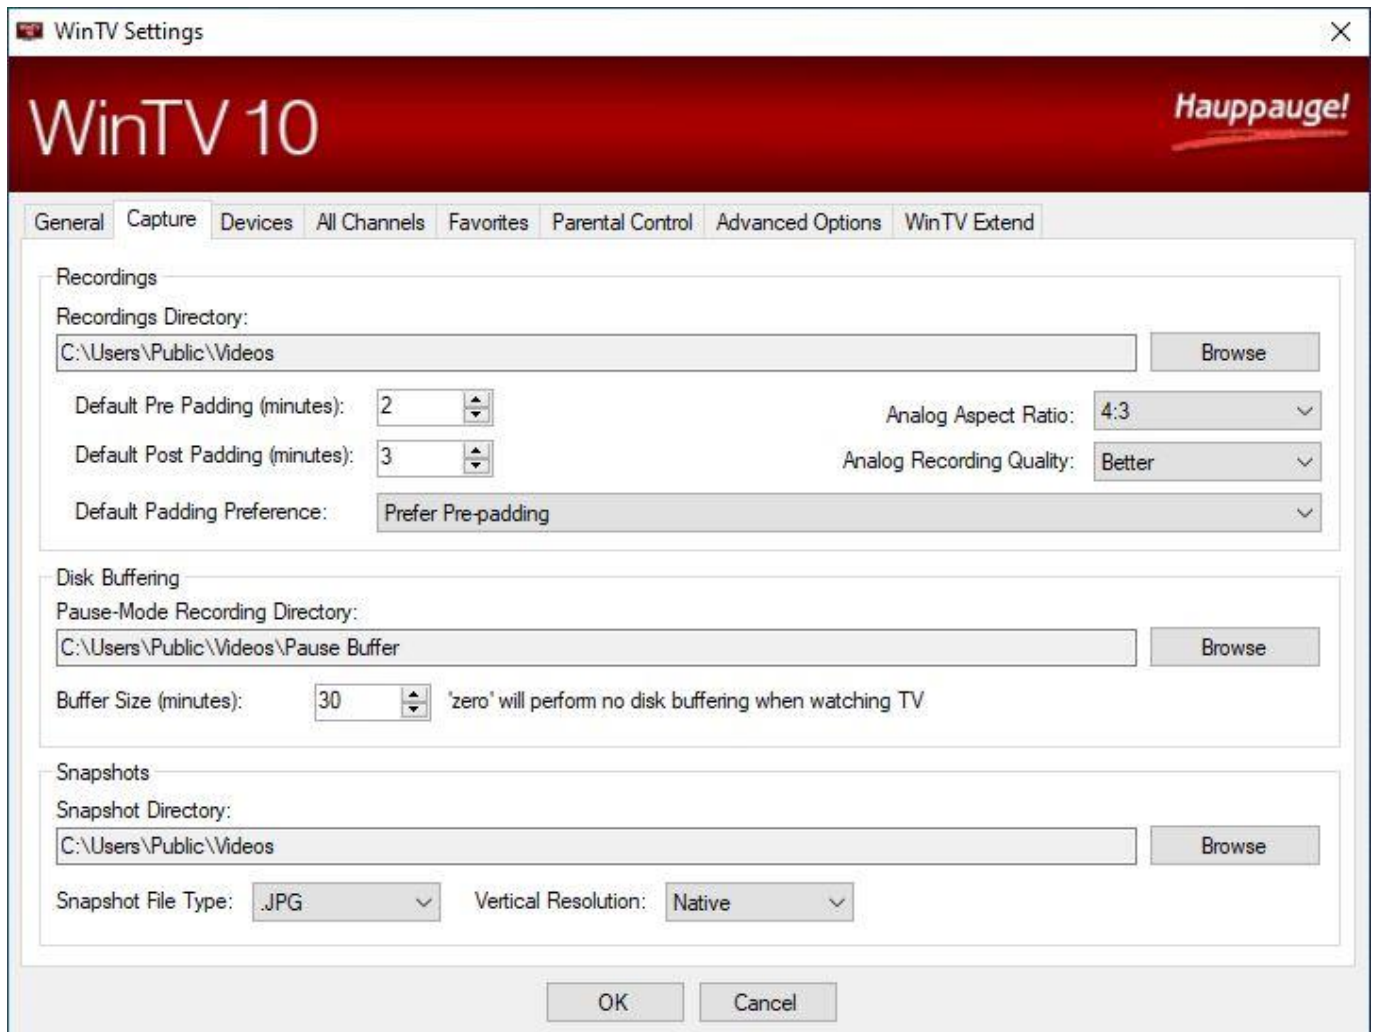 WinTV Settings
WinTV 10
Hauppauge!
General Capture Devices All Channels Favorites Parental Control Advanced Options WinTV Extend
Recordings
Recordings Directory:
C:\Users\Public\Videos Browse
Default Pre Padding (minutes): 2 Analog Aspect Ratio: 4:3
Default Post Padding (minutes): 3 Analog Recording Quality: Better
Default Padding Preference: Prefer Pre-padding
Disk Buffering
Pause-Mode Recording Directory:
C:\Users\Public\Videos\Pause Buffer Browse
Buffer Size (minutes): 30 'zero' will perform no disk buffering when watching TV
Snapshots
Snapshot Directory:
C:\Users\Public\Videos Browse
Snapshot File Type: .JPG Vertical Resolution: Native
OK Cancel